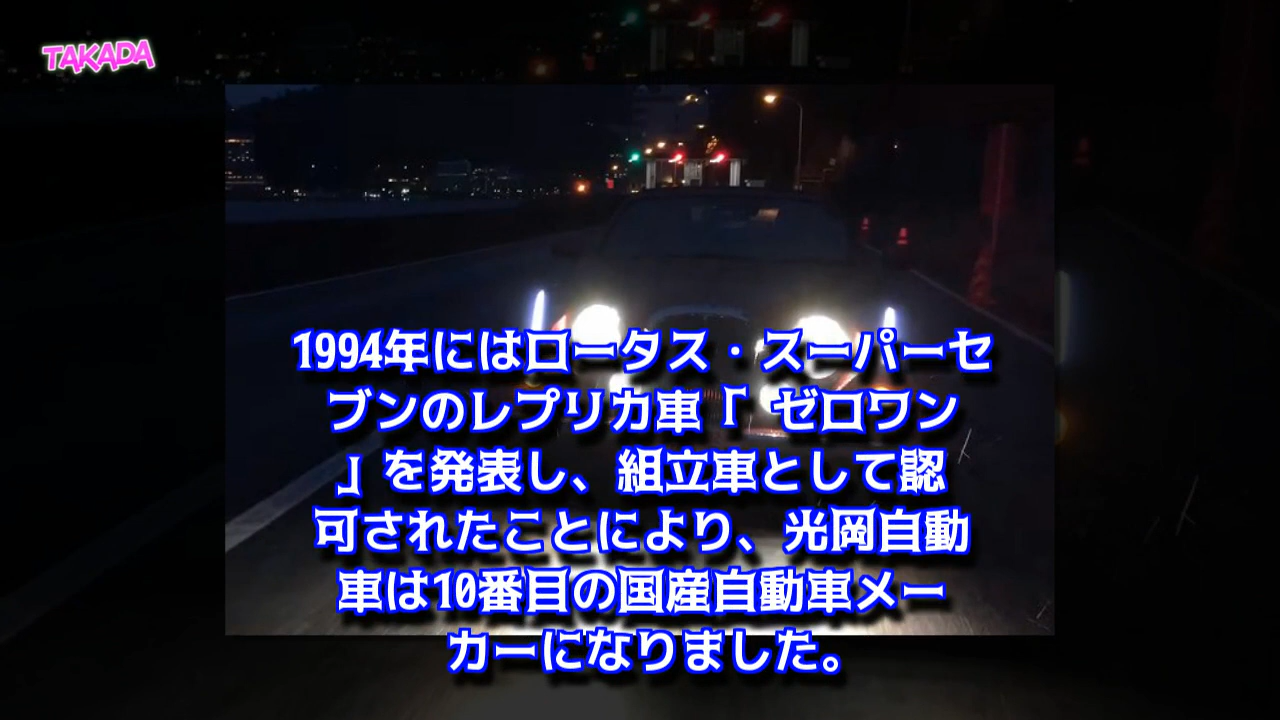 TAKADA
1994年にはロータス・スーパーセ
ブンのレプリカ車「 ゼロワン
」を発表し、組立車として認
可されたことにより、光岡自動
車は10番目の国産自動車メー
カーになりました。